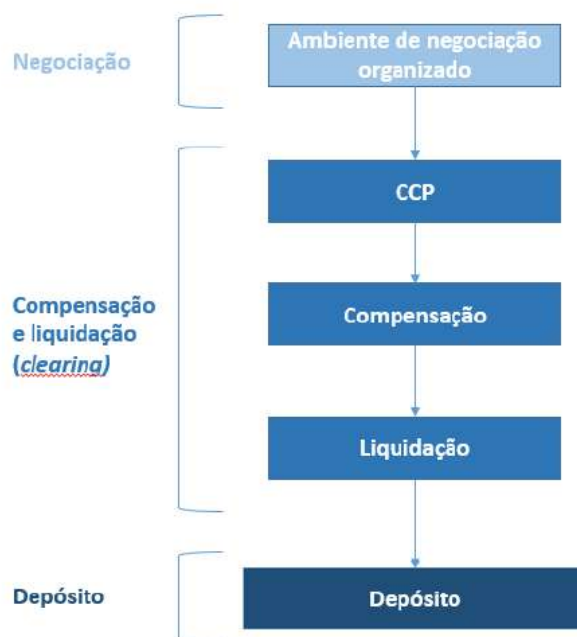 Negociação
Ambiente de negociação
organizado
CCP
Compensação
e liquidação
(clearing)
Compensação
Liquidação
Depósito
Depósito